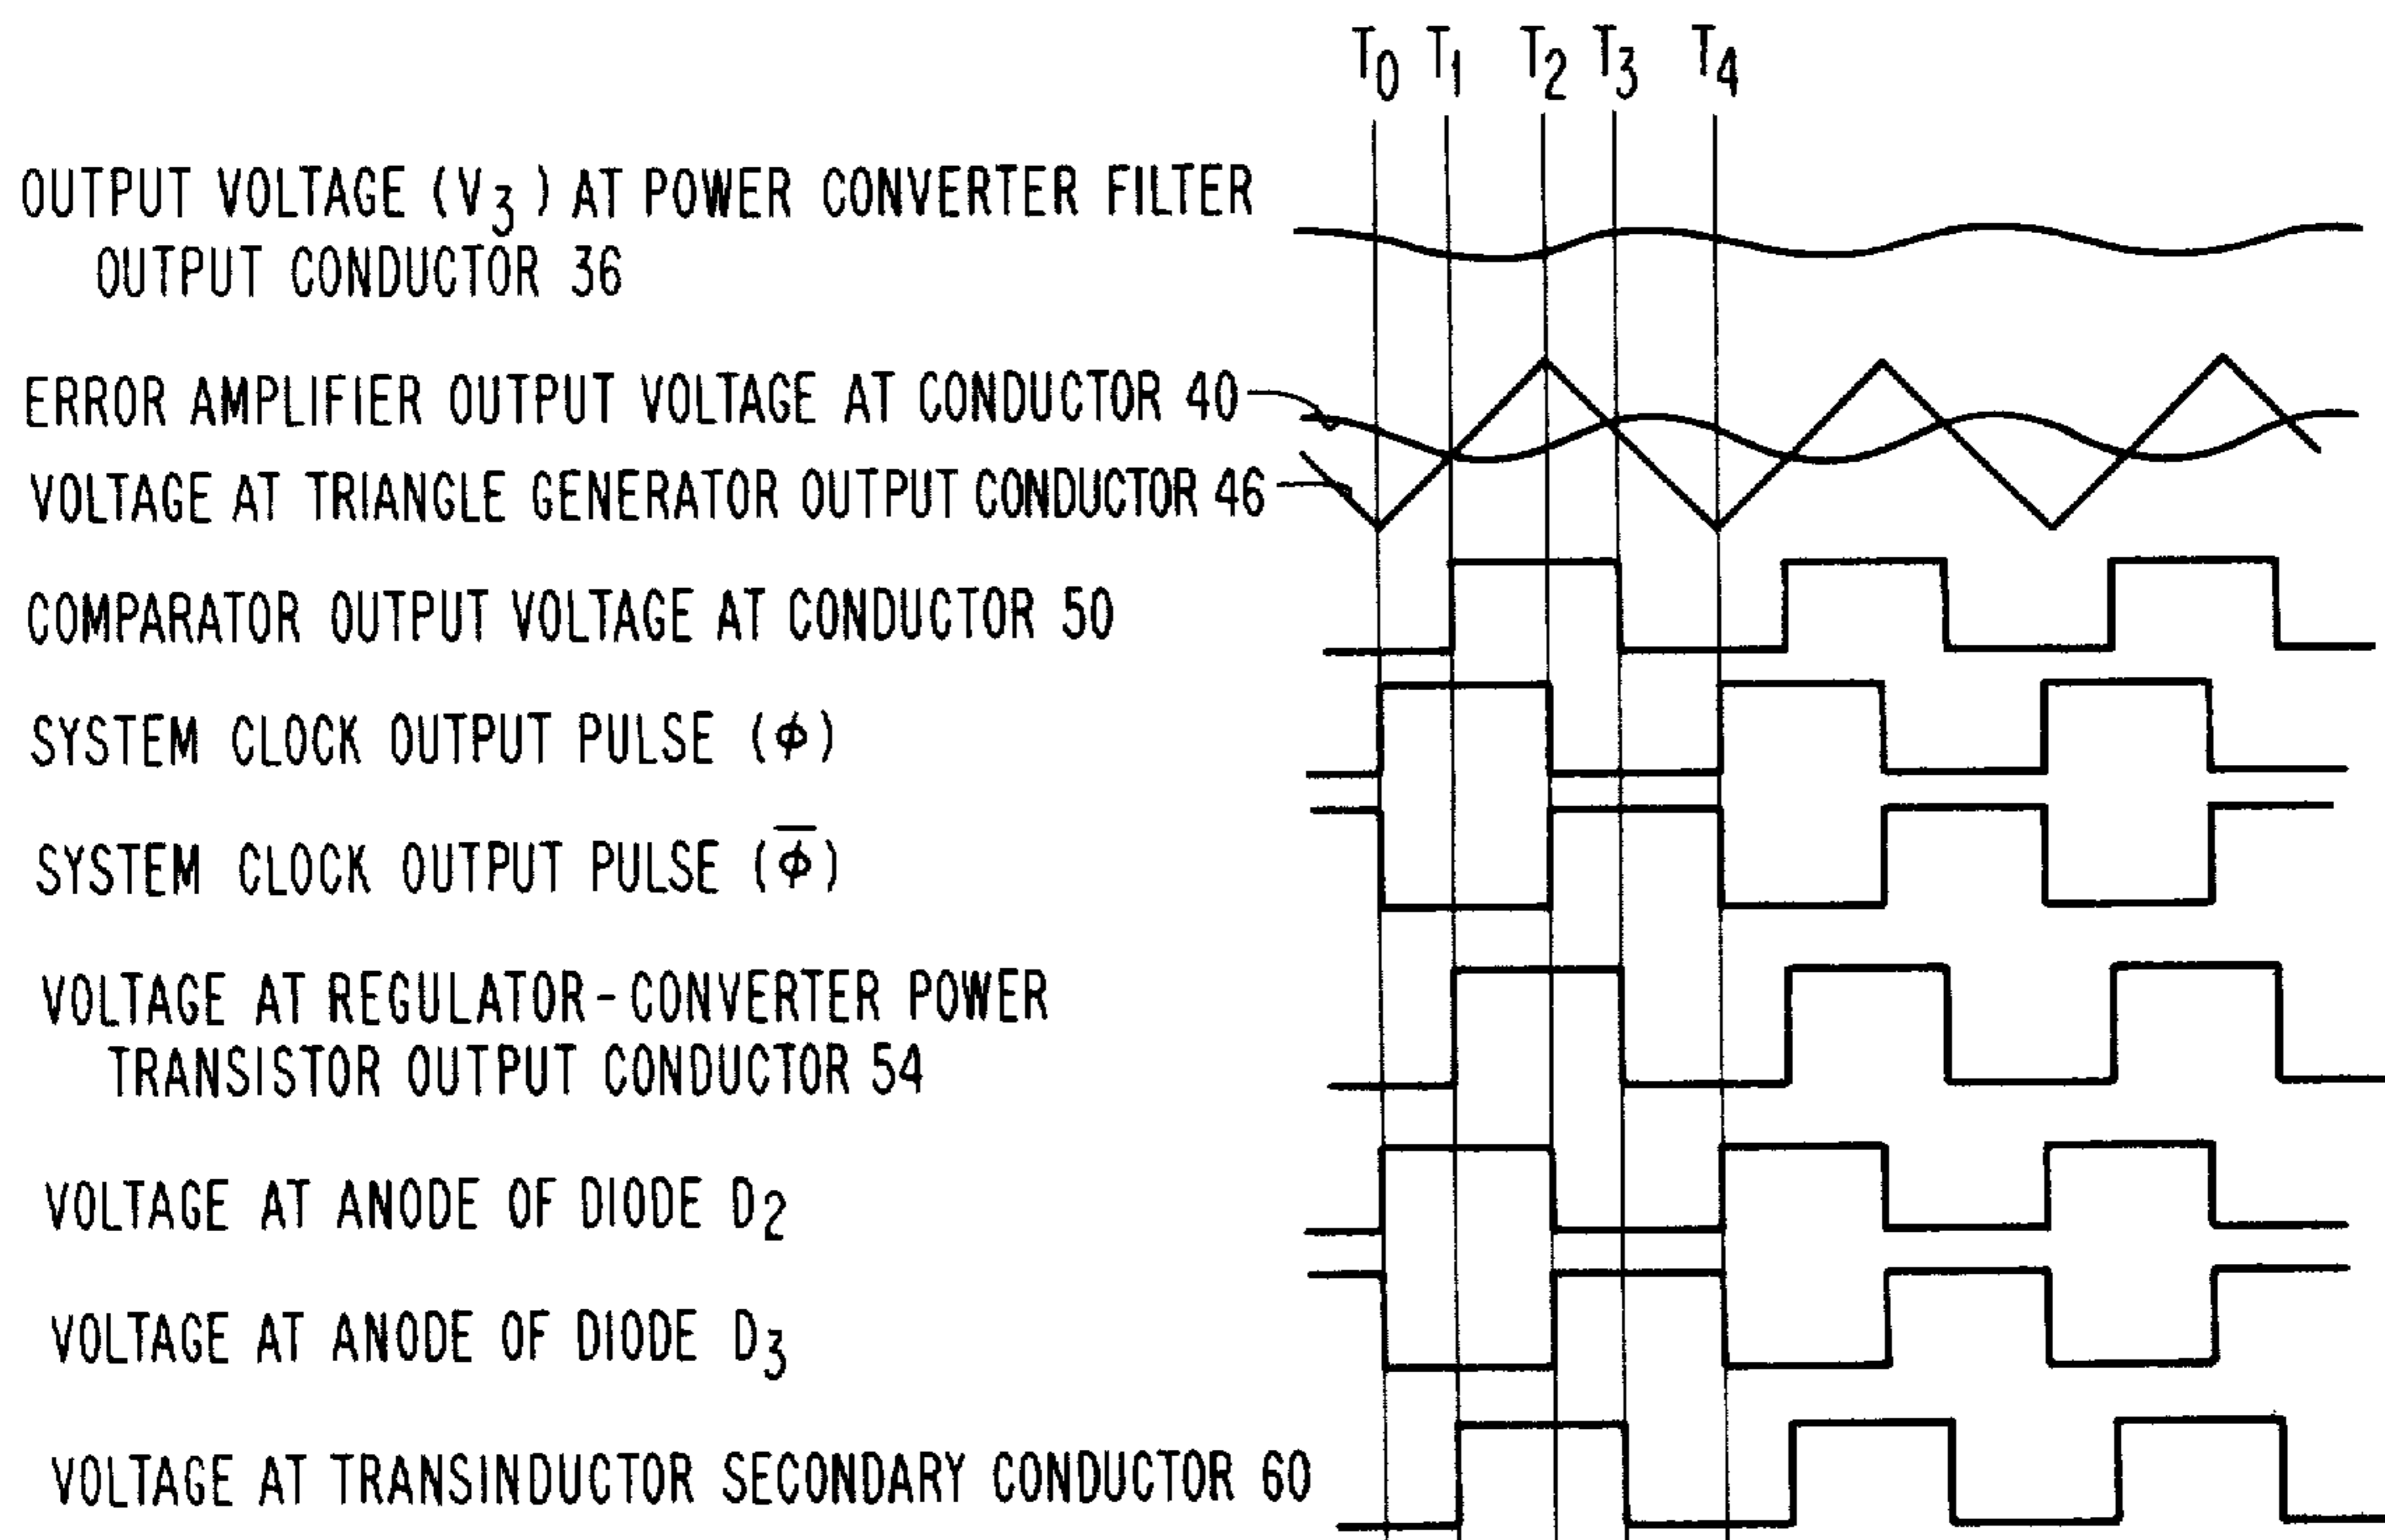 T0 T1 T2 T3 T4
OUTPUT VOLTAGE (V3) AT POWER CONVERTER FILTER
OUTPUT CONDUCTOR 36
ERROR AMPLIFIER OUTPUT VOLTAGE AT CONDUCTOR 40
VOLTAGE AT TRIANGLE GENERATOR OUTPUT CONDUCTOR 46
COMPARATOR OUTPUT VOLTAGE AT CONDUCTOR 50
SYSTEM CLOCK OUTPUT PULSE (ϕ)
SYSTEM CLOCK OUTPUT PULSE (ϕ̅)
VOLTAGE AT REGULATOR-CONVERTER POWER
TRANSISTOR OUTPUT CONDUCTOR 54
VOLTAGE AT ANODE OF DIODE D2
VOLTAGE AT ANODE OF DIODE D3
VOLTAGE AT TRANSINDUCTOR SECONDARY CONDUCTOR 60